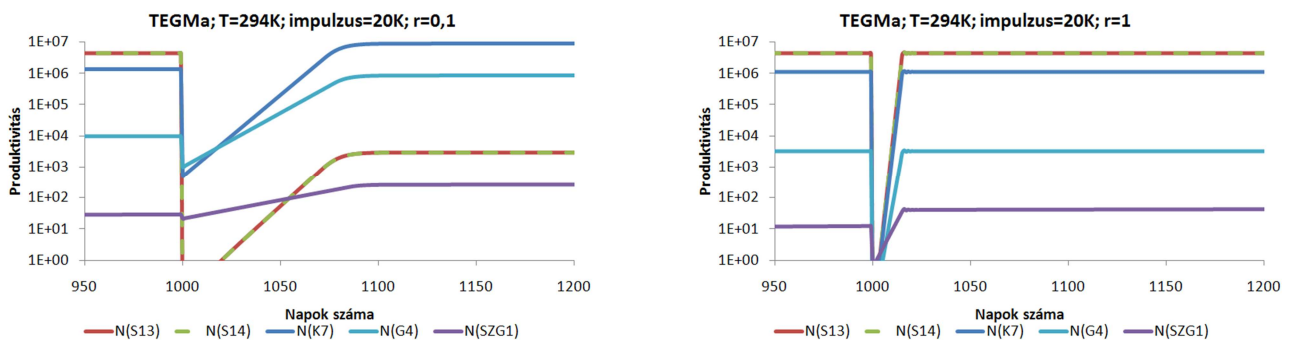 TEGMa; T=294K; impulzus=20K; r=0,1
Produktivitás
1E+07
1E+06
1E+05
1E+04
1E+03
1E+02
1E+01
1E+00
950 1000 1050 1100 1150 1200
Napok száma
N(S13) N(S14) N(K7) N(G4) N(SZG1)
TEGMa; T=294K; impulzus=20K; r=1
Produktivitás
1E+07
1E+06
1E+05
1E+04
1E+03
1E+02
1E+01
1E+00
950 1000 1050 1100 1150 1200
Napok száma
N(S13) N(S14) N(K7) N(G4) N(SZG1)